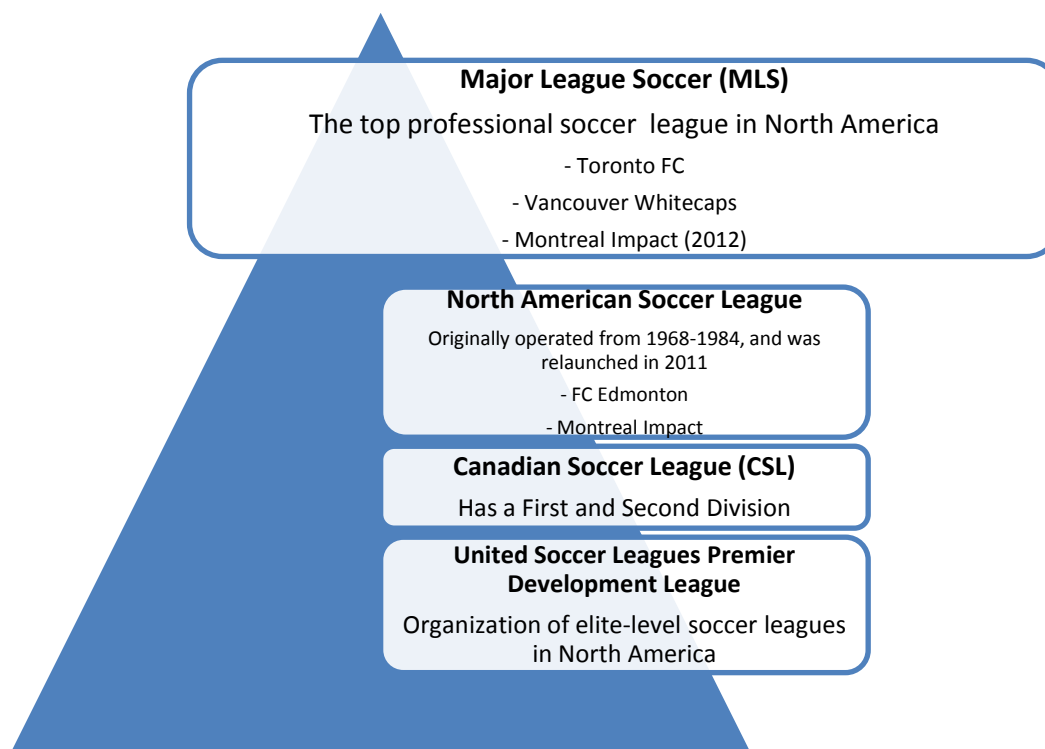 Major League Soccer (MLS)
The top professional soccer league in North America
- Toronto FC
- Vancouver Whitecaps
- Montreal Impact (2012)
North American Soccer League
Originally operated from 1968-1984, and was
relaunched in 2011
- FC Edmonton
- Montreal Impact
Canadian Soccer League (CSL)
Has a First and Second Division
United Soccer Leagues Premier
Development League
Organization of elite-level soccer leagues
in North America